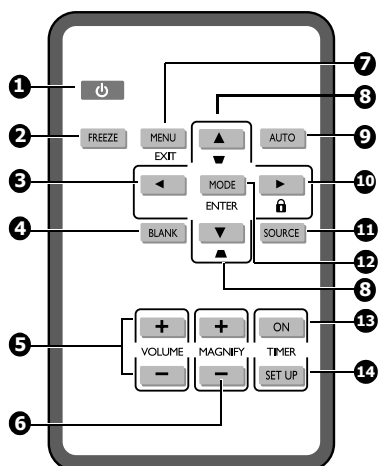 1
7
8
2
FREEZE
MENU
AUTO
9
EXIT
3
MODE
10
ENTER
4
BLANK
SOURCE
11
12
8
+
+
ON
13
5
VOLUME
MAGNIFY
TIMER
−
−
SET UP
14
6